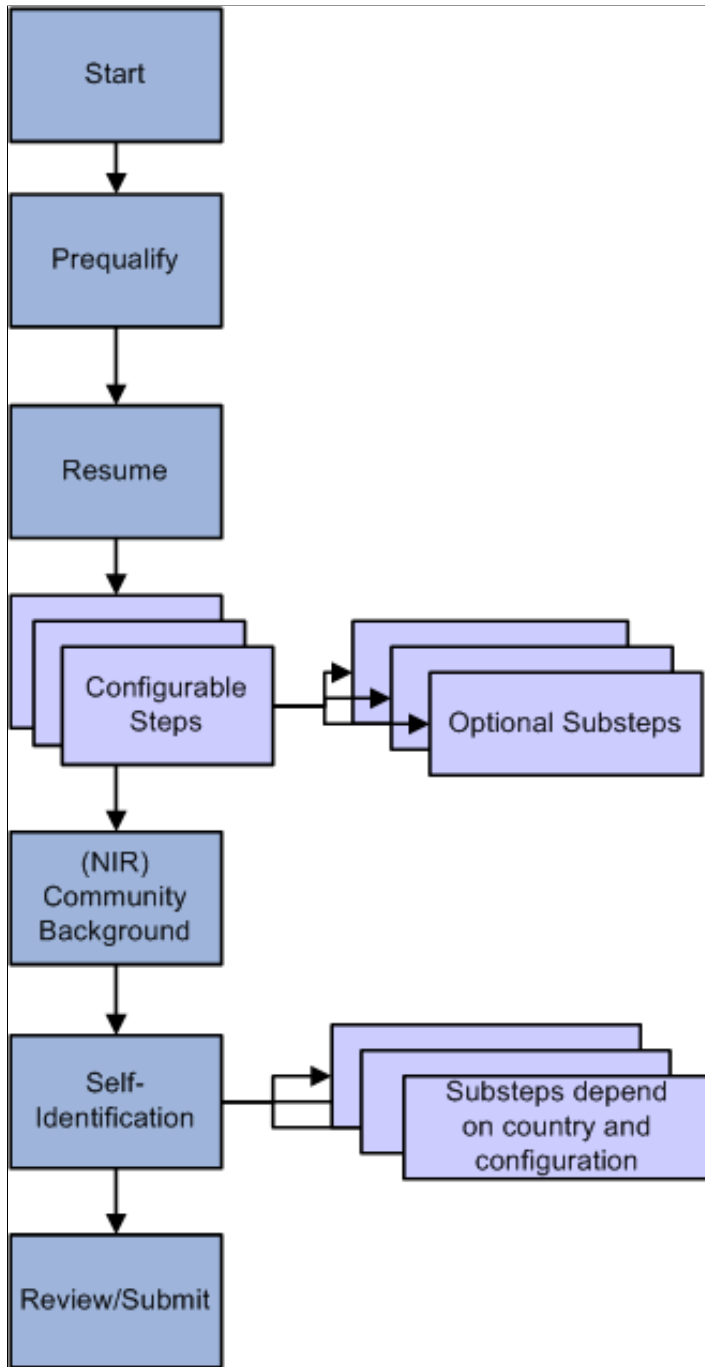 Start
Prequalify
Resume
Configurable
Steps
Optional Substeps
(NIR)
Community
Background
Self-
Identification
Substeps depend
on country and
configuration
Review/Submit